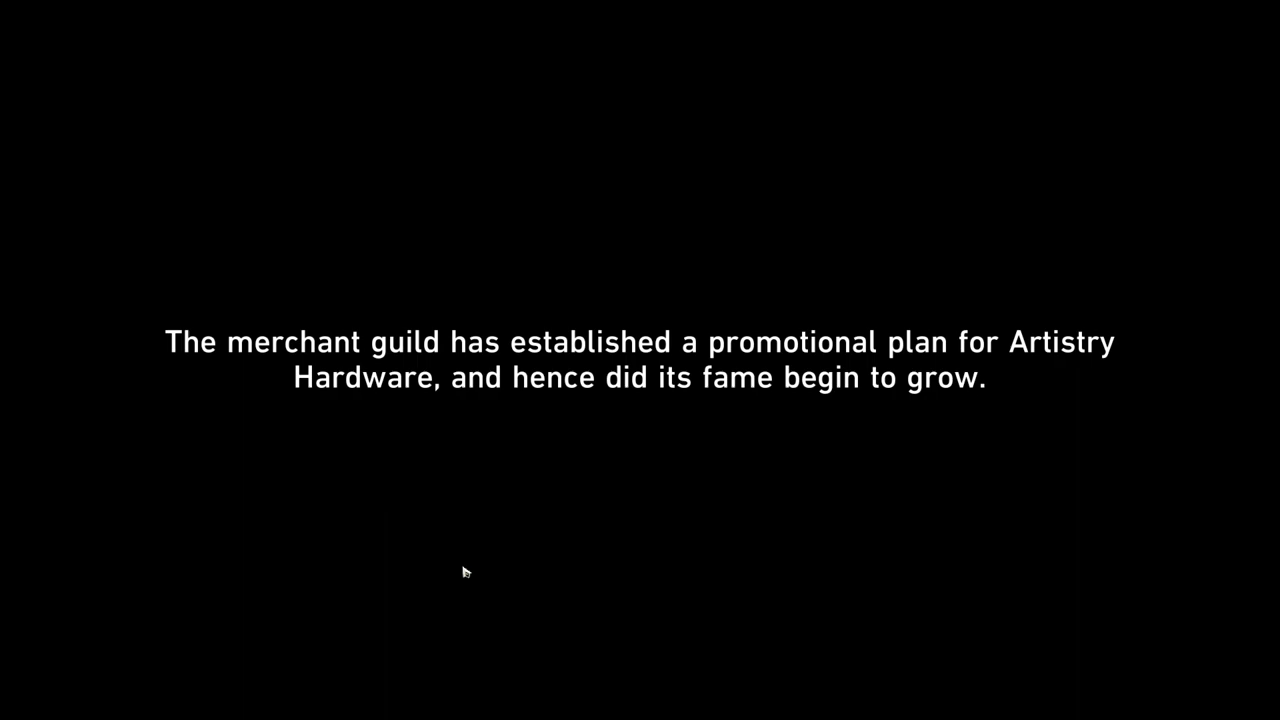 The merchant guild has established a promotional plan for Artistry
Hardware, and hence did its fame begin to grow.